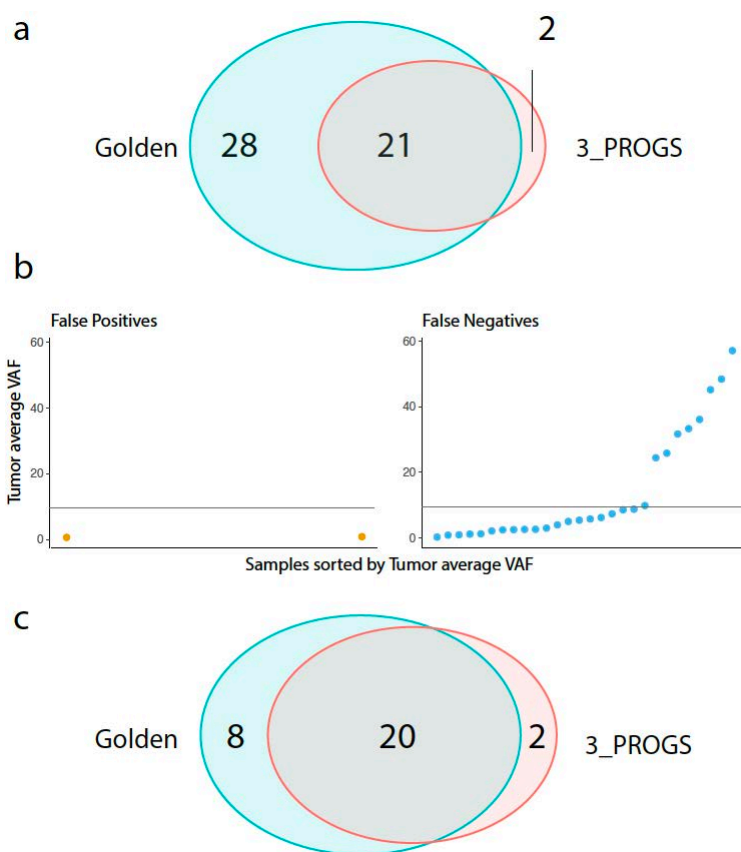 a
2
Golden
28
21
3_PROGS
b
False Positives
False Negatives
60
40
20
0
Tumor average VAF
60
40
20
0
Samples sorted by Tumor average VAF
c
Golden
8
20
2
3_PROGS